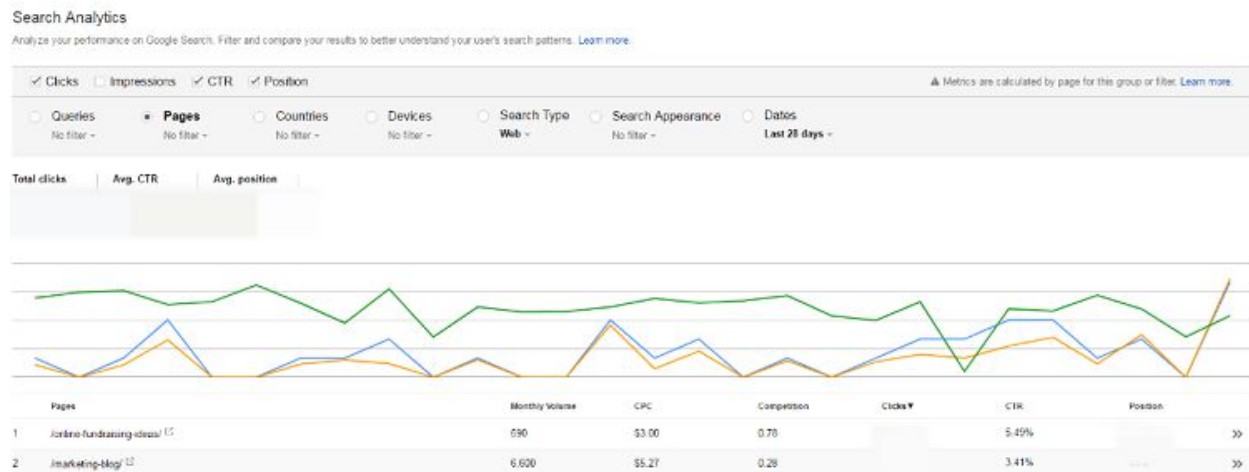 Search Analytics
Analyze your performance on Google Search. Filter and compare your results to better understand your user's search patterns. Learn more.
Clicks Impressions CTR Position Metrics are calculated by page for this group or filter. Learn more.
Queries Pages Countries Devices Search Type Search Appearance Dates
No filter No filter No filter No filter Web No filter Last 28 days
Total clicks Avg. CTR Avg. position
Pages Monthly Volume CPC Competition Clicks▼ CTR Position
1 /online-fundraising-ideas/ 590 $3.00 0.78 5.49% »
2 /marketing-blog/ 6,600 $5.27 0.28 3.41% »